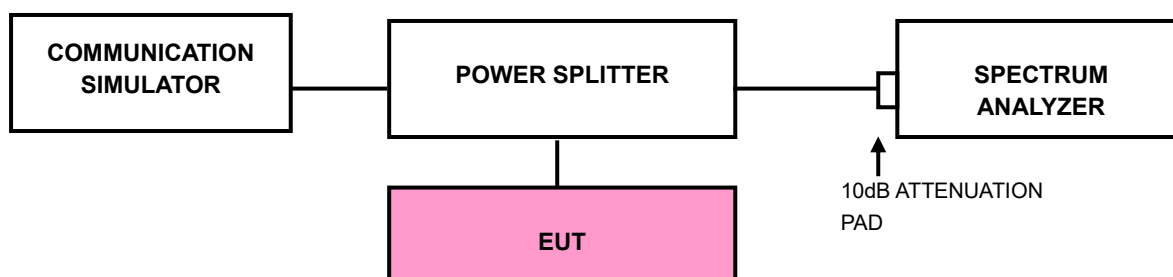 COMMUNICATION
SIMULATOR
POWER SPLITTER
SPECTRUM
ANALYZER
10dB ATTENUATION
PAD
EUT